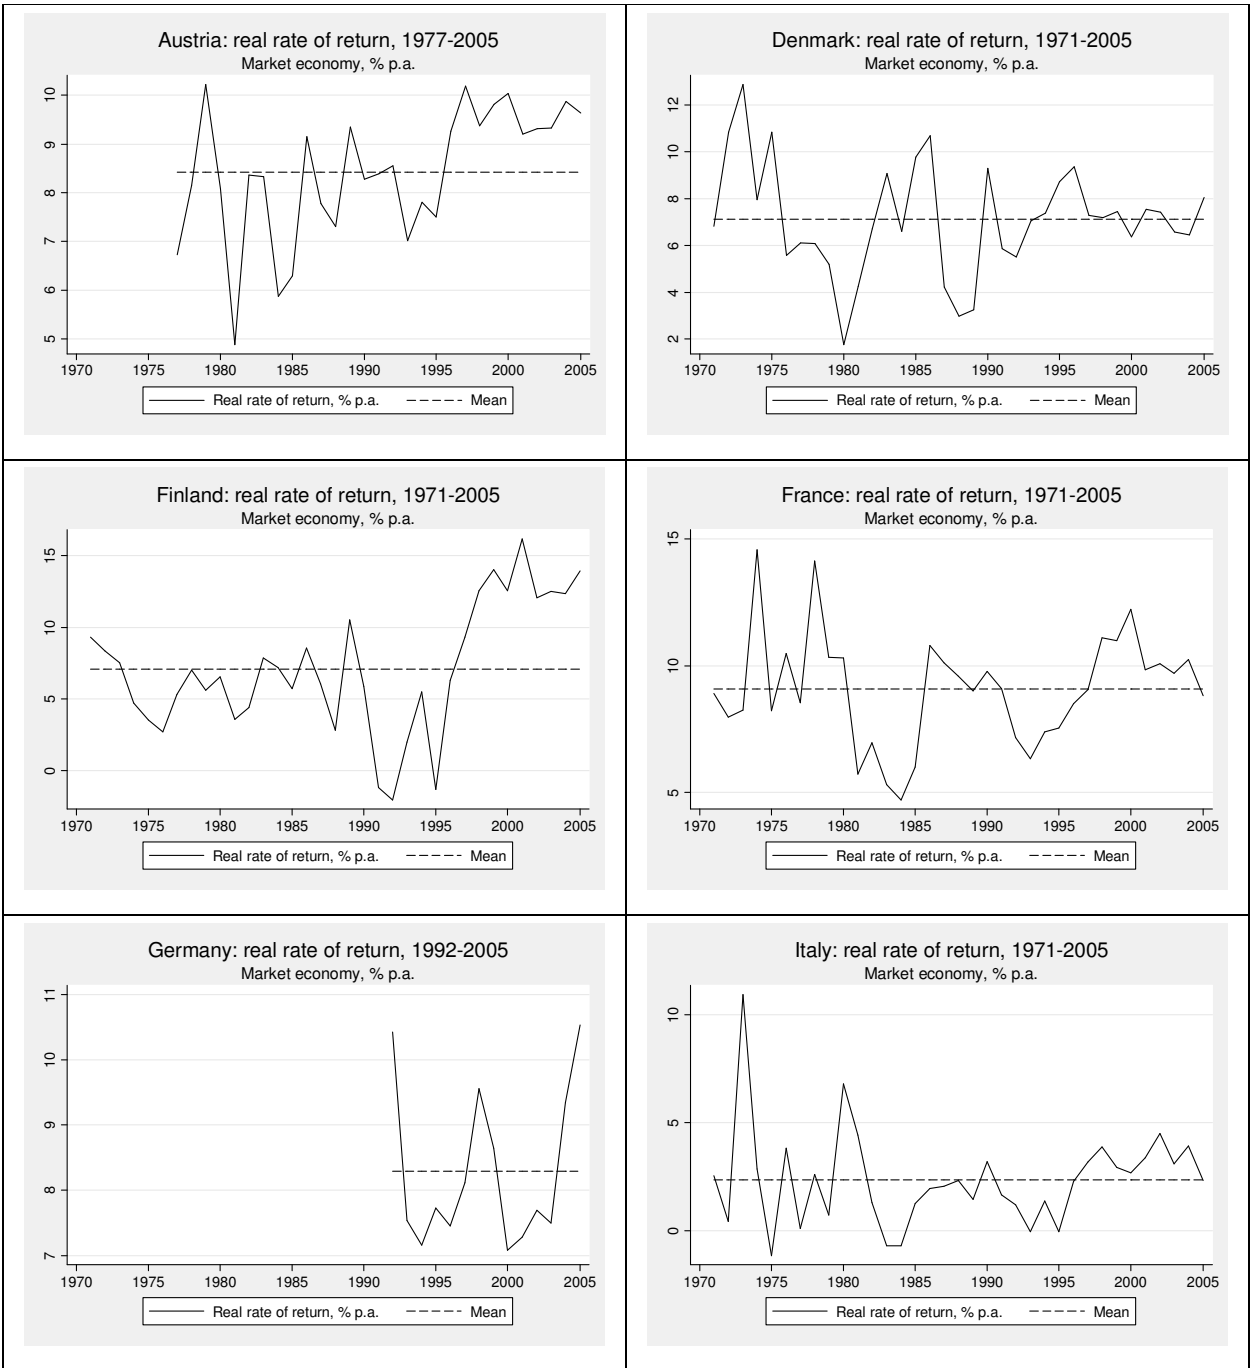 Austria: real rate of return, 1977-2005
Market economy, % p.a.
10
9
8
7
6
5
1970 1975 1980 1985 1990 1995 2000 2005
Real rate of return, % p.a. Mean
Denmark: real rate of return, 1971-2005
Market economy, % p.a.
12
10
8
6
4
2
1970 1975 1980 1985 1990 1995 2000 2005
Real rate of return, % p.a. Mean
Finland: real rate of return, 1971-2005
Market economy, % p.a.
15
10
5
0
1970 1975 1980 1985 1990 1995 2000 2005
Real rate of return, % p.a. Mean
France: real rate of return, 1971-2005
Market economy, % p.a.
15
10
5
1970 1975 1980 1985 1990 1995 2000 2005
Real rate of return, % p.a. Mean
Germany: real rate of return, 1992-2005
Market economy, % p.a.
11
10
9
8
7
1970 1975 1980 1985 1990 1995 2000 2005
Real rate of return, % p.a. Mean
Italy: real rate of return, 1971-2005
Market economy, % p.a.
10
5
0
1970 1975 1980 1985 1990 1995 2000 2005
Real rate of return, % p.a. Mean